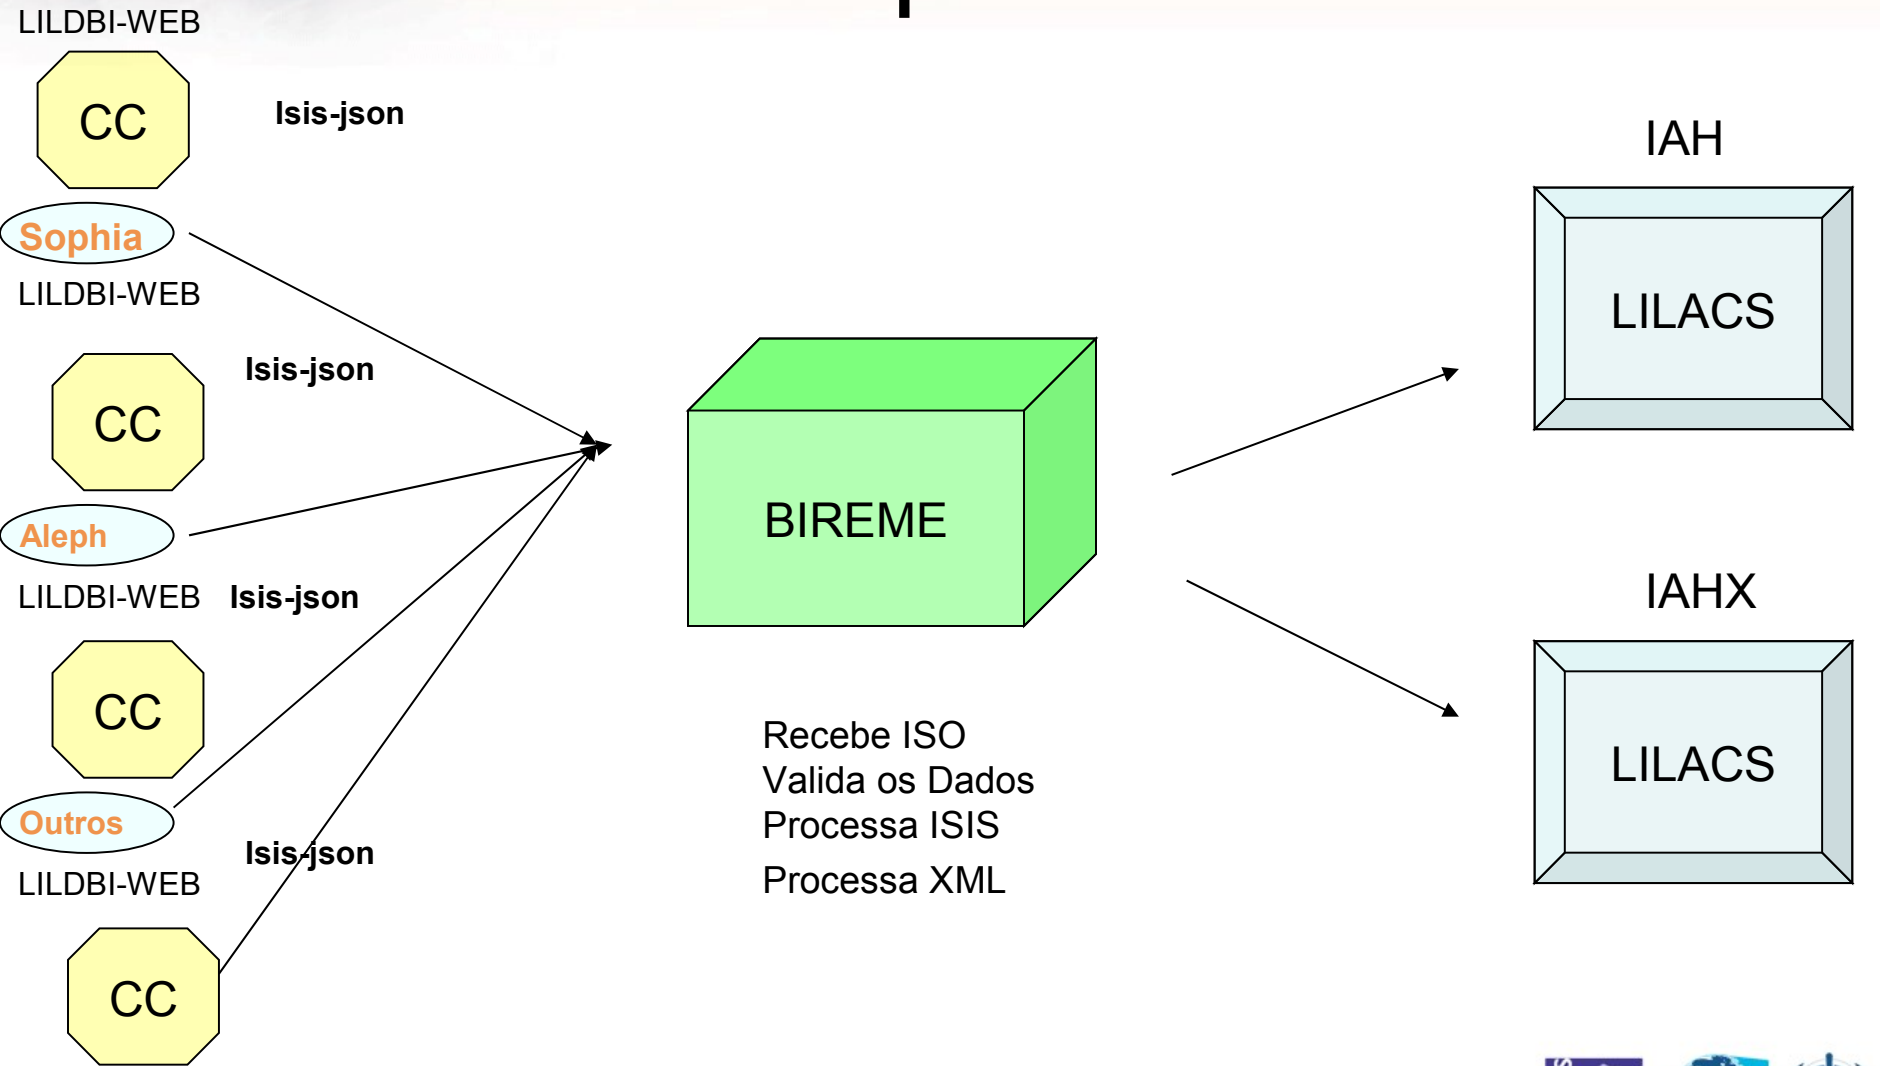 LILDBI-WEB
CC
Isis-json
Sophia
LILDBI-WEB
CC
Isis-json
Aleph
LILDBI-WEB
Isis-json
CC
Outros
LILDBI-WEB
Isis-json
CC
BIREME
Recebe ISO
Valida os Dados
Processa ISIS
Processa XML
IAH
LILACS
IAHX
LILACS